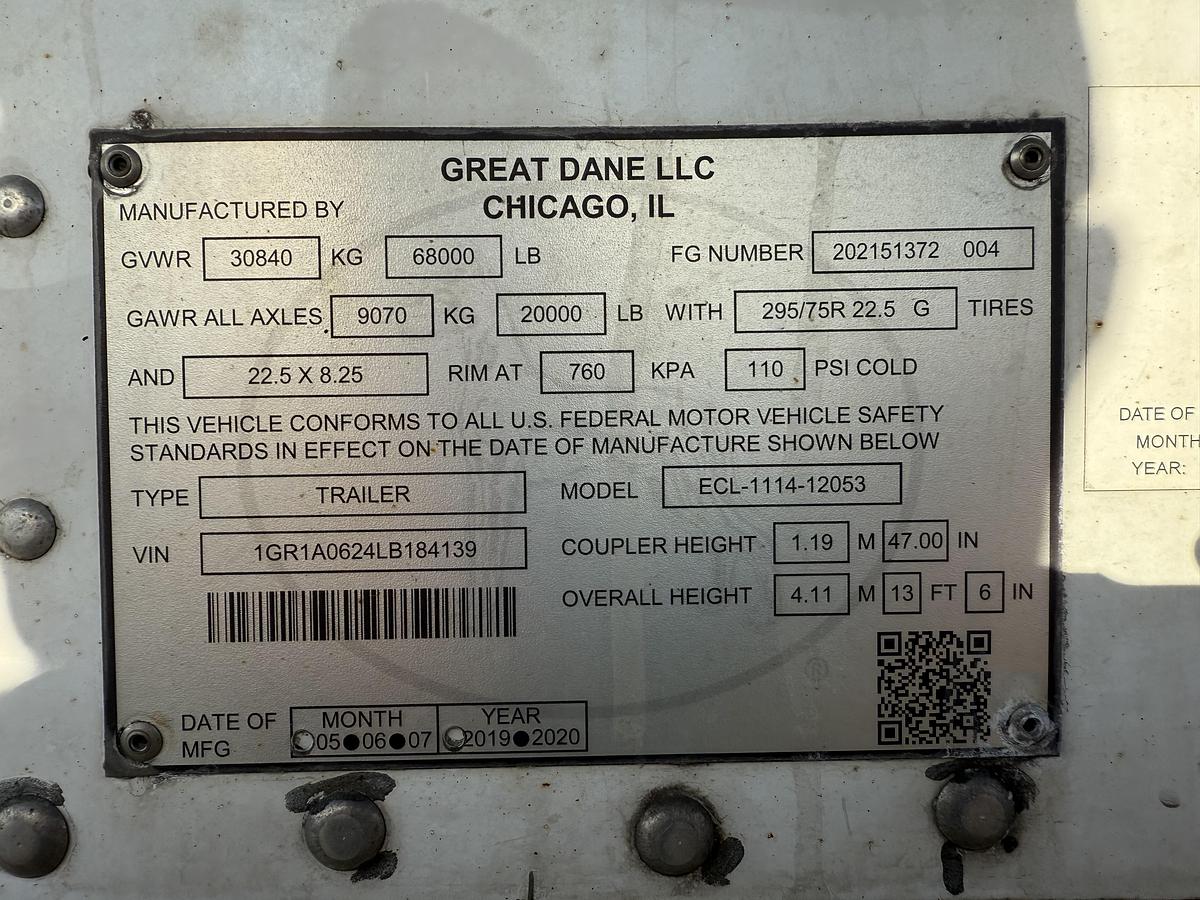 GREAT DANE LLC
MANUFACTURED BY CHICAGO, IL
GVWR 30840 KG 68000 LB FG NUMBER 202151372 004
GAWR ALL AXLES 9070 KG 20000 LB WITH 295/75R 22.5 G TIRES
AND 22.5 X 8.25 RIM AT 760 KPA 110 PSI COLD
THIS VEHICLE CONFORMS TO ALL U.S. FEDERAL MOTOR VEHICLE SAFETY
STANDARDS IN EFFECT ON THE DATE OF MANUFACTURE SHOWN BELOW
TYPE TRAILER MODEL ECL-1114-12053
VIN 1GR1A0624LB184139 COUPLER HEIGHT 1.19 M 47.00 IN
OVERALL HEIGHT 4.11 M 13 FT 6 IN
DATE OF MFG MONTH YEAR
05●06●07 2019●2020
DATE OF
MONTH
YEAR: